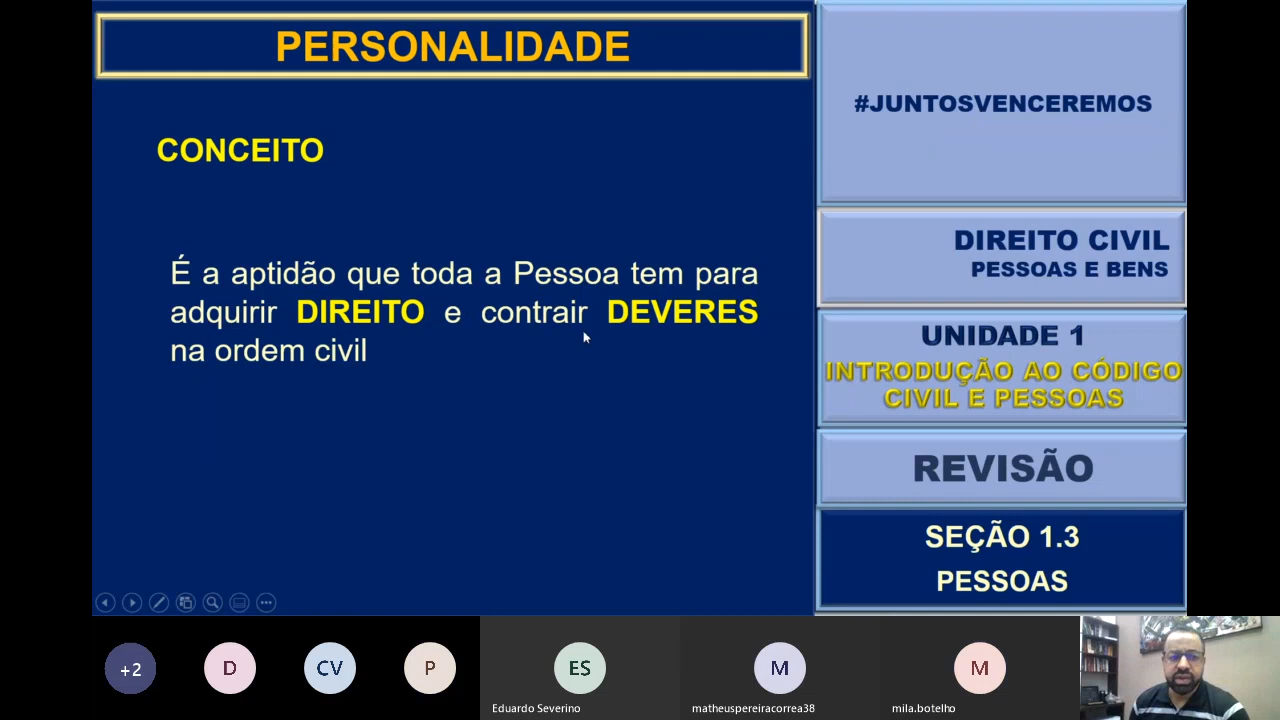 PERSONALIDADE
CONCEITO
É a aptidão que toda a Pessoa tem para
adquirir DIREITO e contrair DEVERES
na ordem civil
#JUNTOSVENCEREMOS
DIREITO CIVIL
PESSOAS E BENS
UNIDADE 1
INTRODUÇÃO AO CÓDIGO
CIVIL E PESSOAS
REVISÃO
SEÇÃO 1.3
PESSOAS
+2
D
CV
P
ES
Eduardo Severino
M
matheuspereiracorrea38
M
mila.botelho